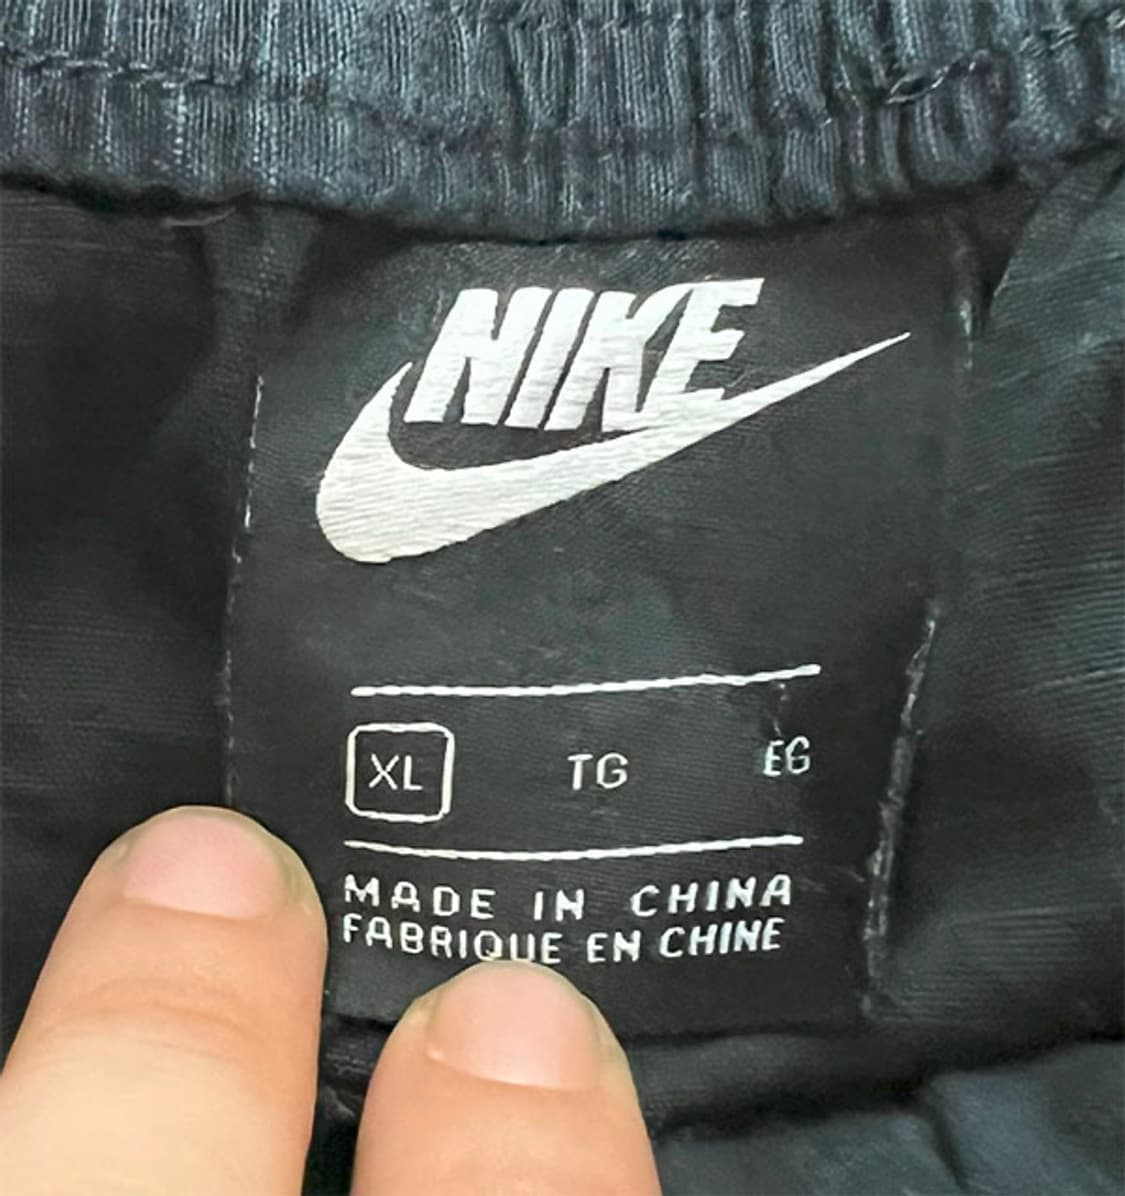 NIKE
XL TG EG
MADE IN CHINA
FABRIQUE EN CHINE